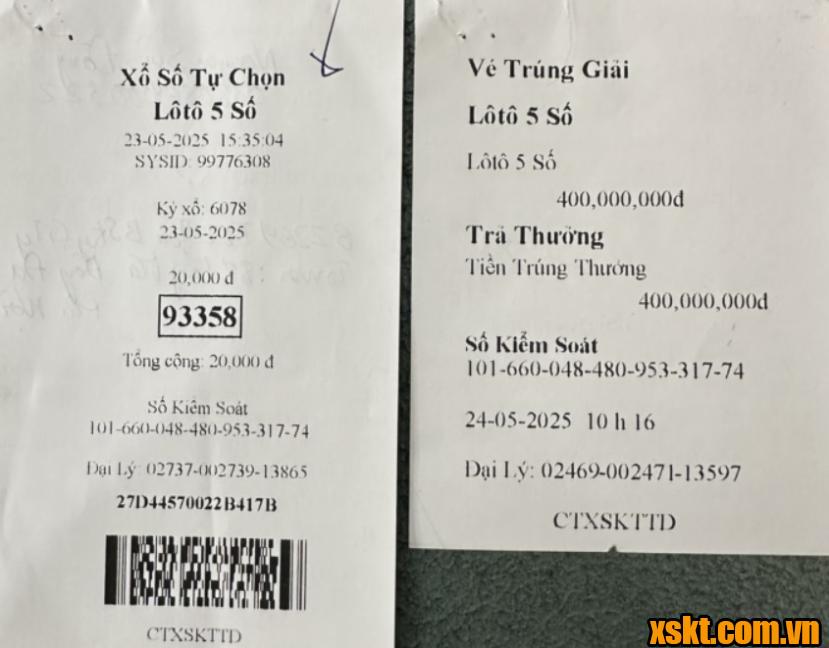 Xổ Số Tự Chọn
Lôtô 5 Số
23-05-2025 15:35:04
SYSID: 99776308
Kỳ xổ: 6078
23-05-2025
20,000 đ
93358
Tổng cộng: 20,000 đ
Số Kiểm Soát
101-660-048-480-953-317-74
Đại Lý: 02737-002739-13865
27D44570022B417B
CTXSKTTD
Vé Trúng Giải
Lôtô 5 Số
Lôtô 5 Số
400,000,000đ
Trả Thưởng
Tiền Trúng Thưởng
400,000,000đ
Số Kiểm Soát
101-660-048-480-953-317-74
24-05-2025 10 h 16
Đại Lý: 02469-002471-13597
CTXSKTTD
xskt.com.vn